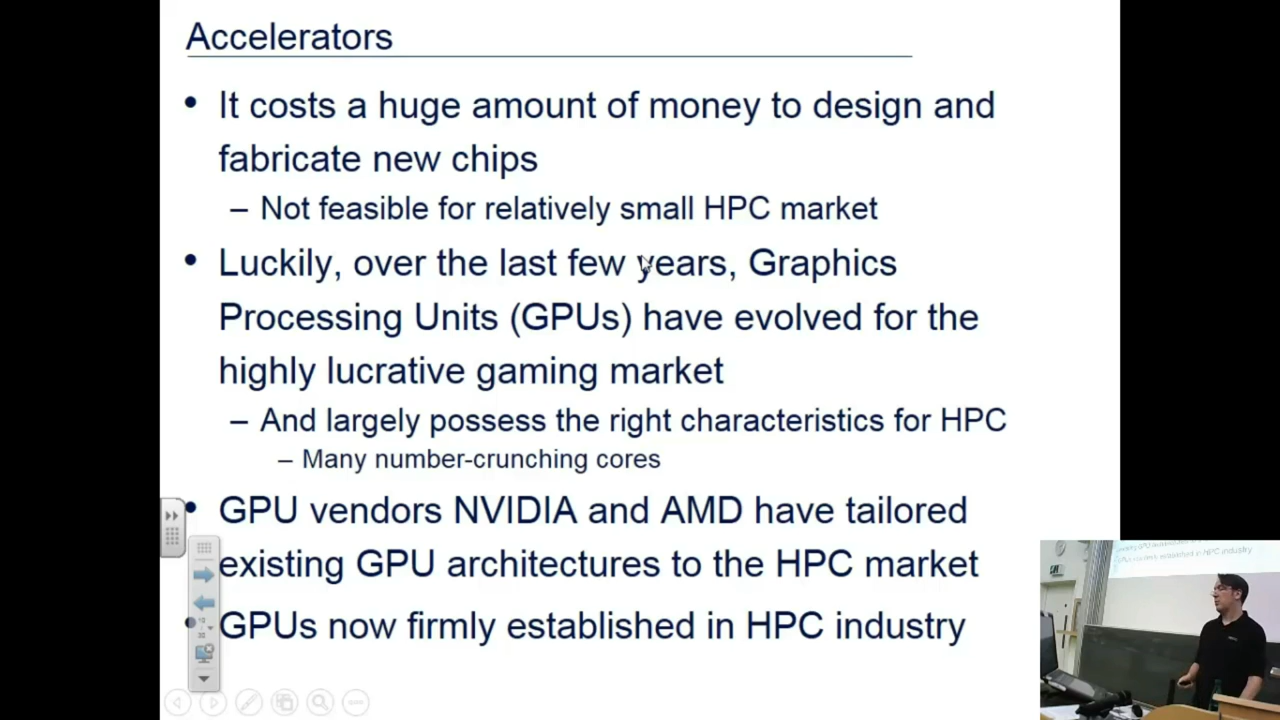 Accelerators
• It costs a huge amount of money to design and
fabricate new chips
– Not feasible for relatively small HPC market
• Luckily, over the last few years, Graphics
Processing Units (GPUs) have evolved for the
highly lucrative gaming market
– And largely possess the right characteristics for HPC
– Many number-crunching cores
• GPU vendors NVIDIA and AMD have tailored
existing GPU architectures to the HPC market
• GPUs now firmly established in HPC industry